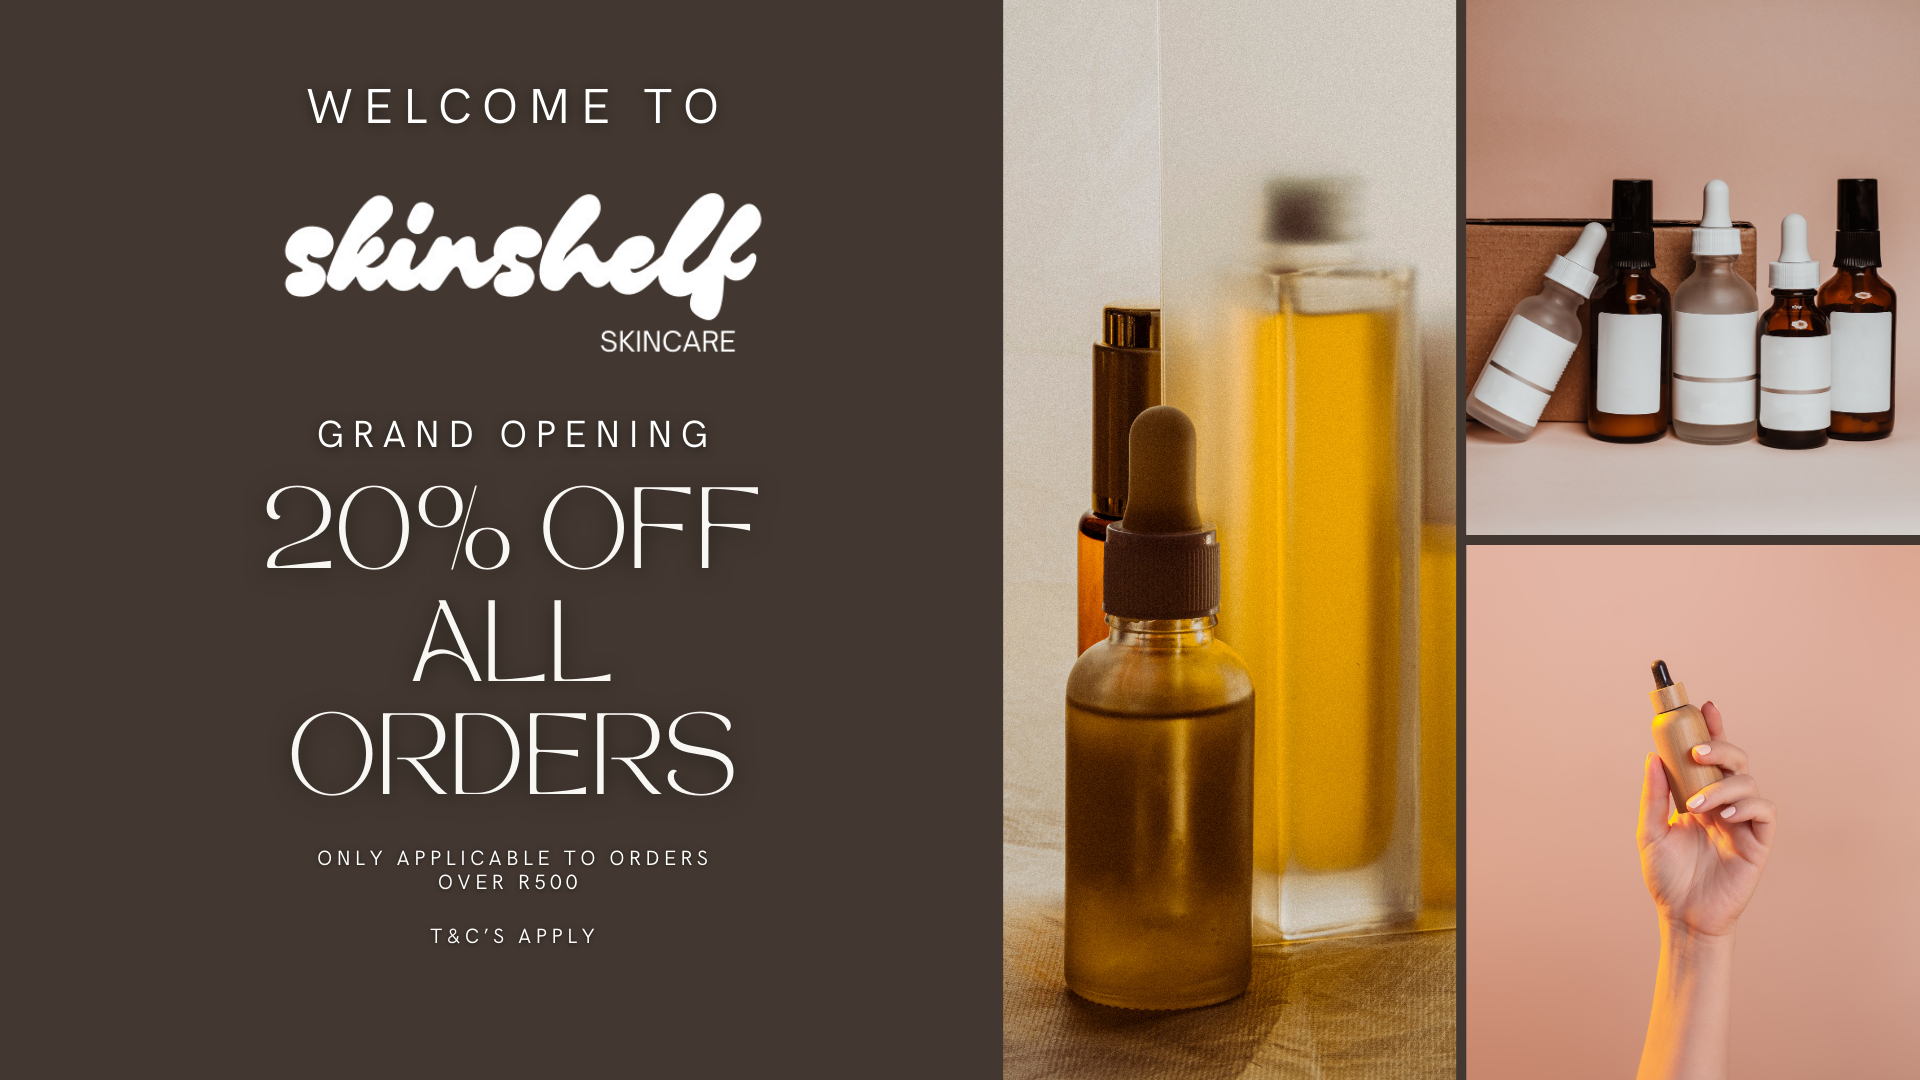 WELCOME TO
skinshelf
SKINCARE
GRAND OPENING
20% OFF
ALL
ORDERS
ONLY APPLICABLE TO ORDERS
OVER R500
T&C’S APPLY